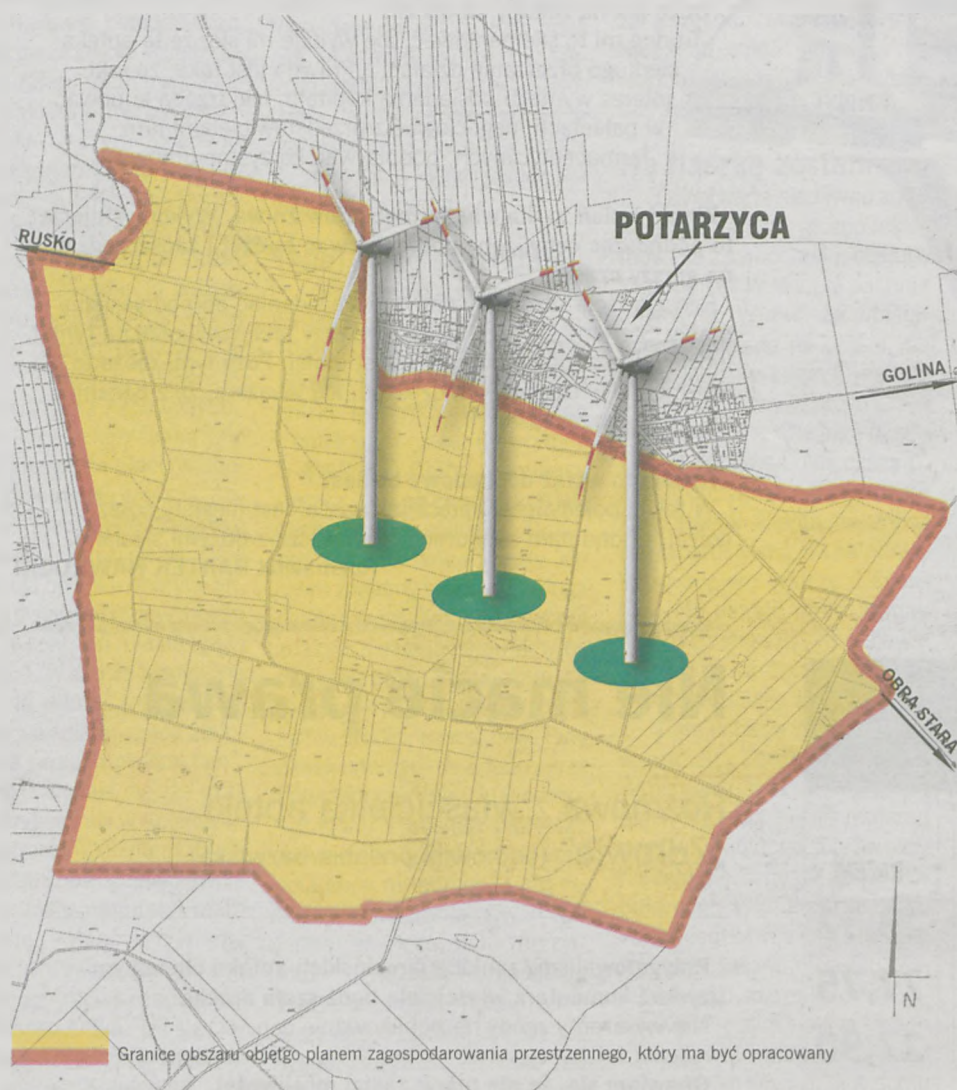 POTARZYCA
RUSKO
GOLINA
OBRA STARA
N
Granice obszaru objętgo planem zagospodarowania przestrzennego, który ma być opracowany